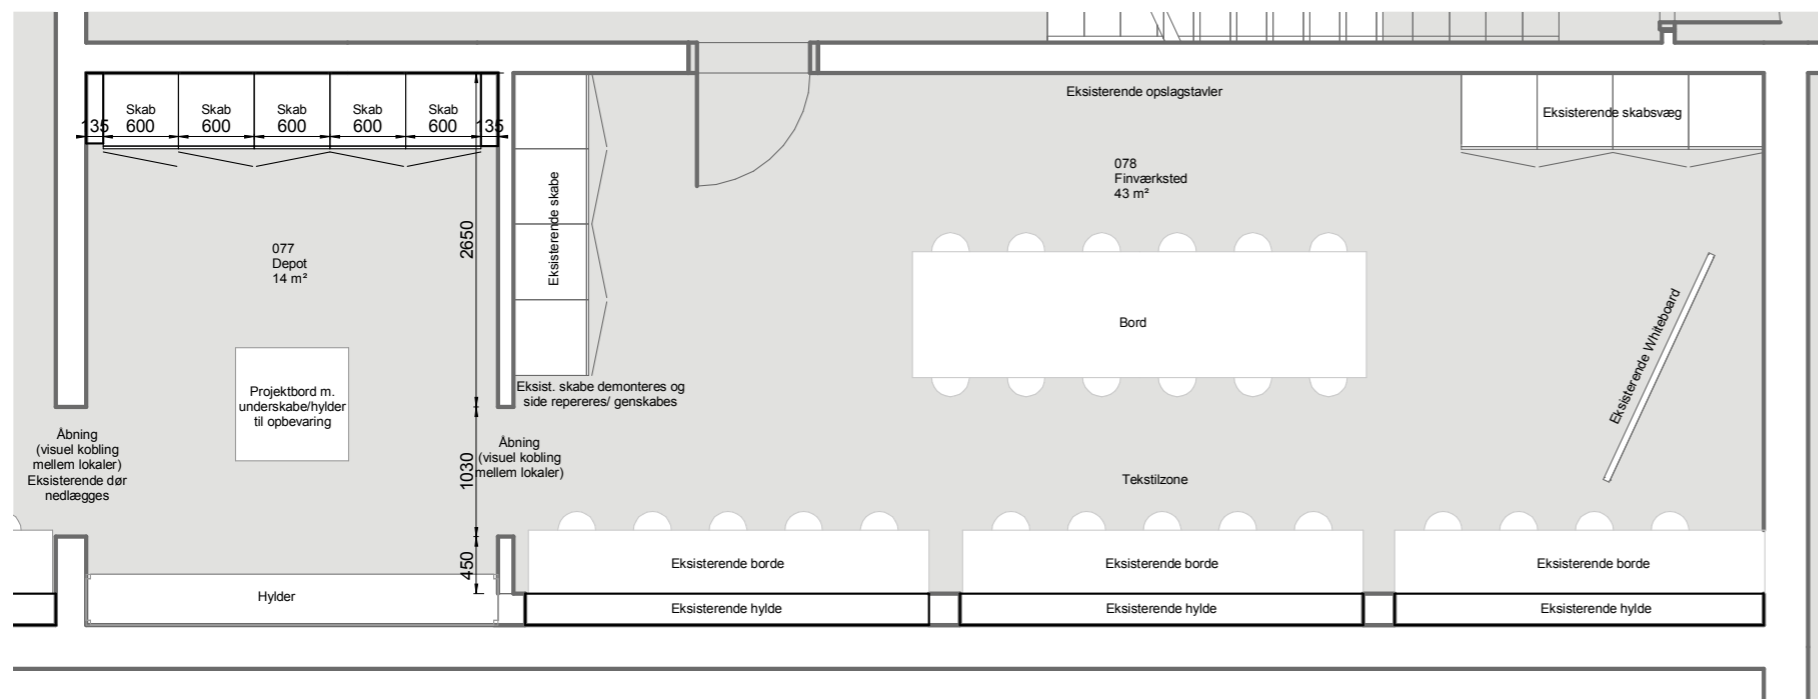 Skab
600
Skab
600
Skab
600
Skab
600
Skab
600
135
135
2650
077
Depot
14 m²
Projektbord m.
underskabe/hylder
til opbevaring
Åbning
(visuel kobling
mellem lokaler)
Eksisterende dør
nedlægges
1030
450
Hylder
Åbning
(visuel kobling
mellem lokaler)
Eksisterende skabe
Eksist. skabe demonteres og
side repereres/ genskabes
Eksisterende opslagstavler
078
Finværksted
43 m²
Eksisterende skabsvæg
Bord
Eksisterende Whiteboard
Tekstilzone
Eksisterende borde
Eksisterende borde
Eksisterende borde
Eksisterende hylde
Eksisterende hylde
Eksisterende hylde